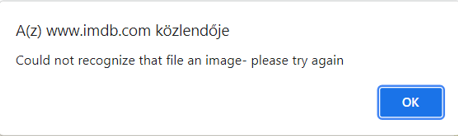 A(z) www.imdb.com közlendője
Could not recognize that file an image- please try again
OK